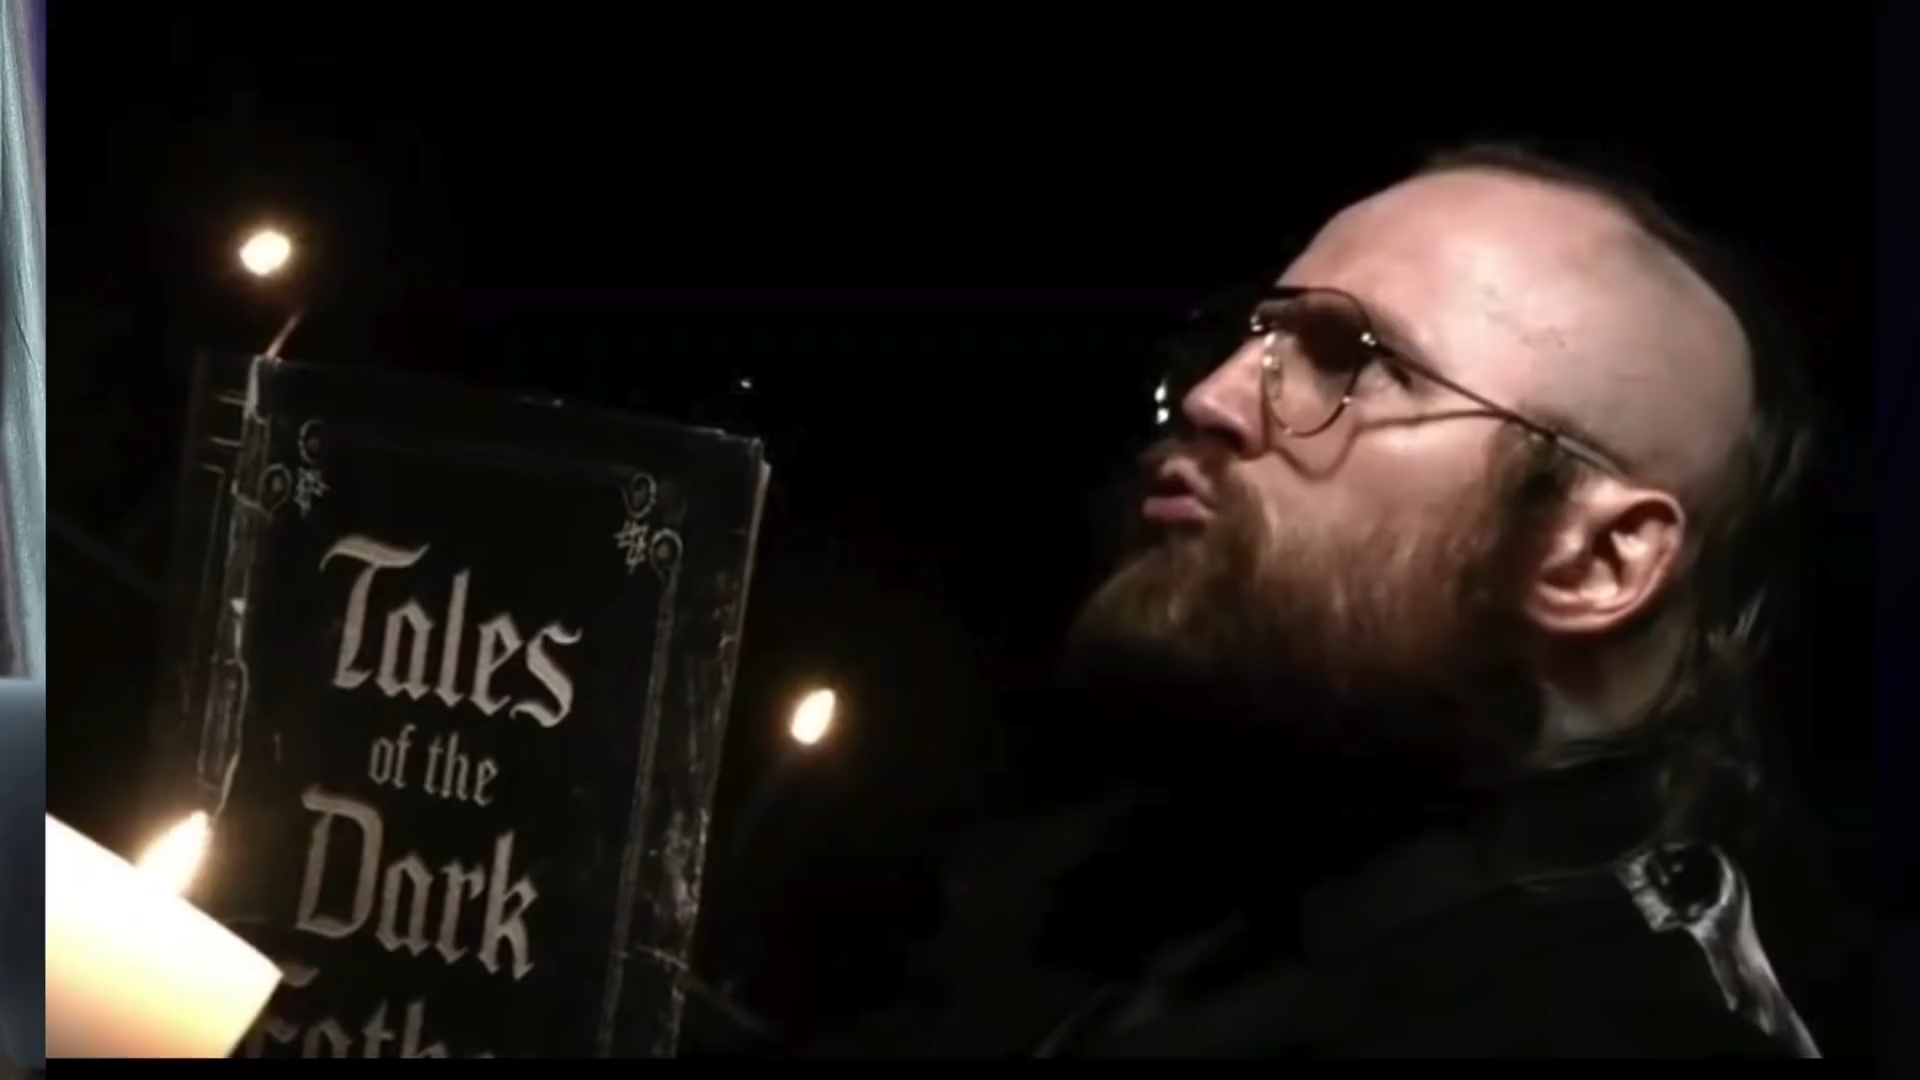 Tales
of the
Dark